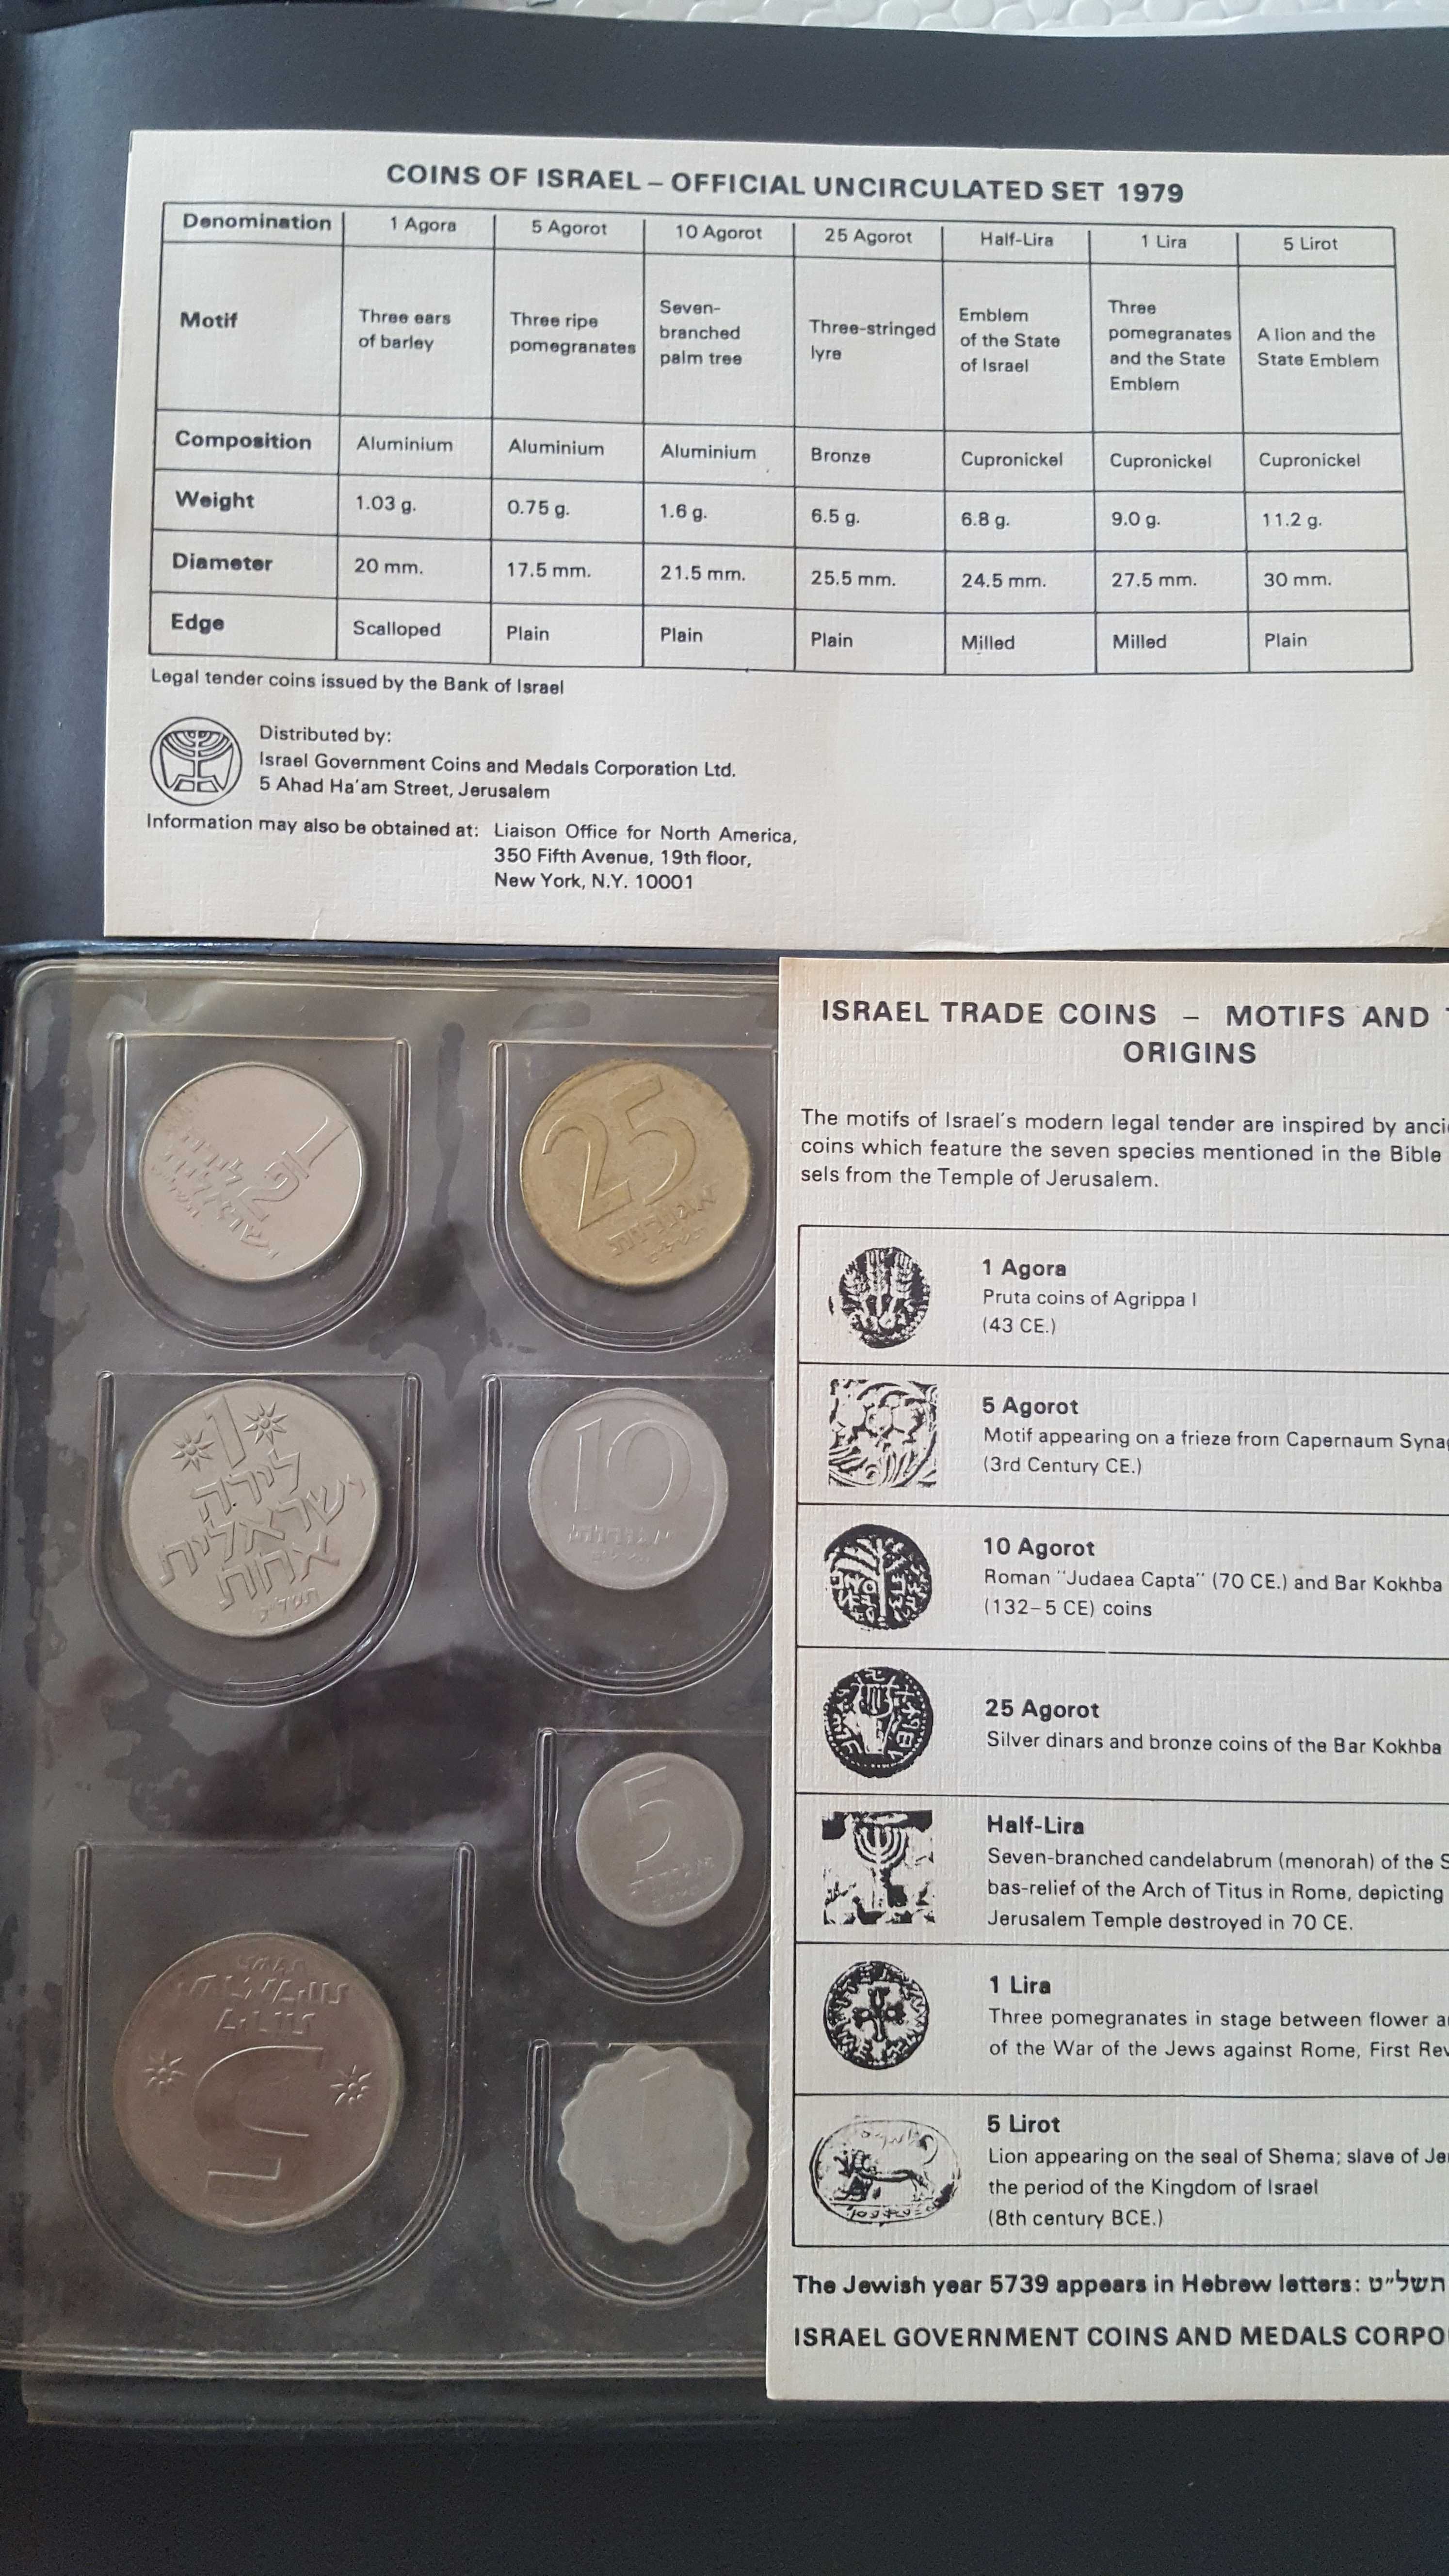 COINS OF ISRAEL – OFFICIAL UNCIRCULATED SET 1979
Denomination 1 Agora 5 Agorot 10 Agorot 25 Agorot Half-Lira 1 Lira 5 Lirot
Motif Three ears of barley Three ripe pomegranates Seven-branched palm tree Three-stringed lyre Emblem of the State of Israel Three pomegranates and the State Emblem A lion and the State Emblem
Composition Aluminium Aluminium Aluminium Bronze Cupronickel Cupronickel Cupronickel
Weight 1.03 g. 0.75 g. 1.6 g. 6.5 g. 6.8 g. 9.0 g. 11.2 g.
Diameter 20 mm. 17.5 mm. 21.5 mm. 25.5 mm. 24.5 mm. 27.5 mm. 30 mm.
Edge Scalloped Plain Plain Plain Milled Milled Plain
Legal tender coins issued by the Bank of Israel
Distributed by:
Israel Government Coins and Medals Corporation Ltd.
5 Ahad Ha'am Street, Jerusalem
Information may also be obtained at: Liaison Office for North America,
350 Fifth Avenue, 19th floor,
New York, N.Y. 10001
1/2
25
1
לירה
ישראלית
אחת
10
5
5
1
ISRAEL TRADE COINS – MOTIFS AND
ORIGINS
The motifs of Israel's modern legal tender are inspired by anci
coins which feature the seven species mentioned in the Bible
sels from the Temple of Jerusalem.
1 Agora
Pruta coins of Agrippa I
(43 CE.)
5 Agorot
Motif appearing on a frieze from Capernaum Syna
(3rd Century CE.)
10 Agorot
Roman "Judaea Capta" (70 CE.) and Bar Kokhba
(132–5 CE) coins
25 Agorot
Silver dinars and bronze coins of the Bar Kokhba
Half-Lira
Seven-branched candelabrum (menorah) of the S
bas-relief of the Arch of Titus in Rome, depicting
Jerusalem Temple destroyed in 70 CE.
1 Lira
Three pomegranates in stage between flower a
of the War of the Jews against Rome, First Rev
5 Lirot
Lion appearing on the seal of Shema; slave of Je
the period of the Kingdom of Israel
(8th century BCE.)
The Jewish year 5739 appears in Hebrew letters: תשל״ט
ISRAEL GOVERNMENT COINS AND MEDALS CORPO